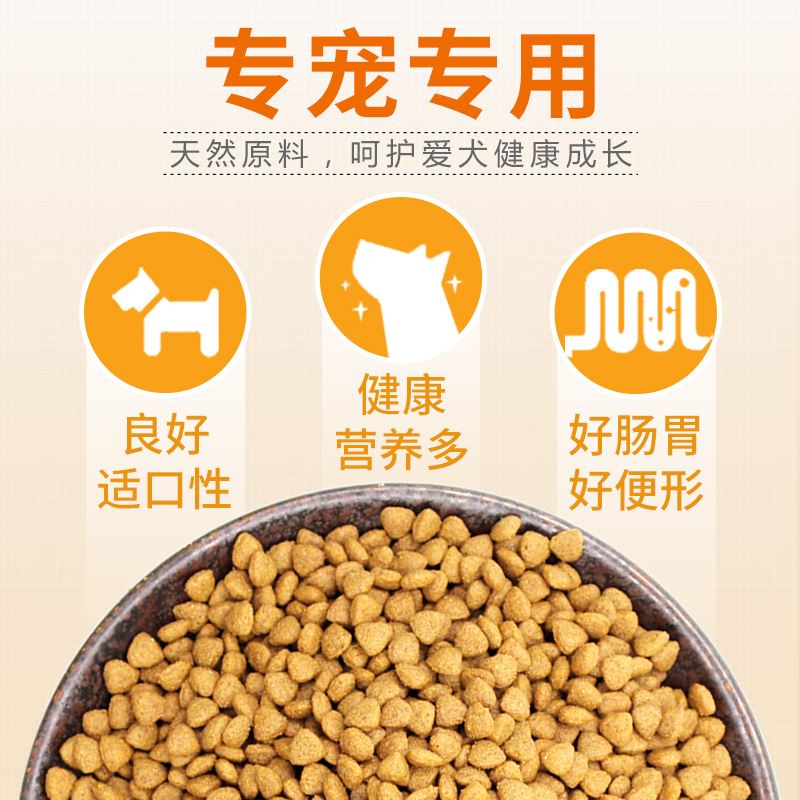 专宠专用
天然原料，呵护爱犬健康成长
良好
适口性
健康
营养多
好肠胃
好便形